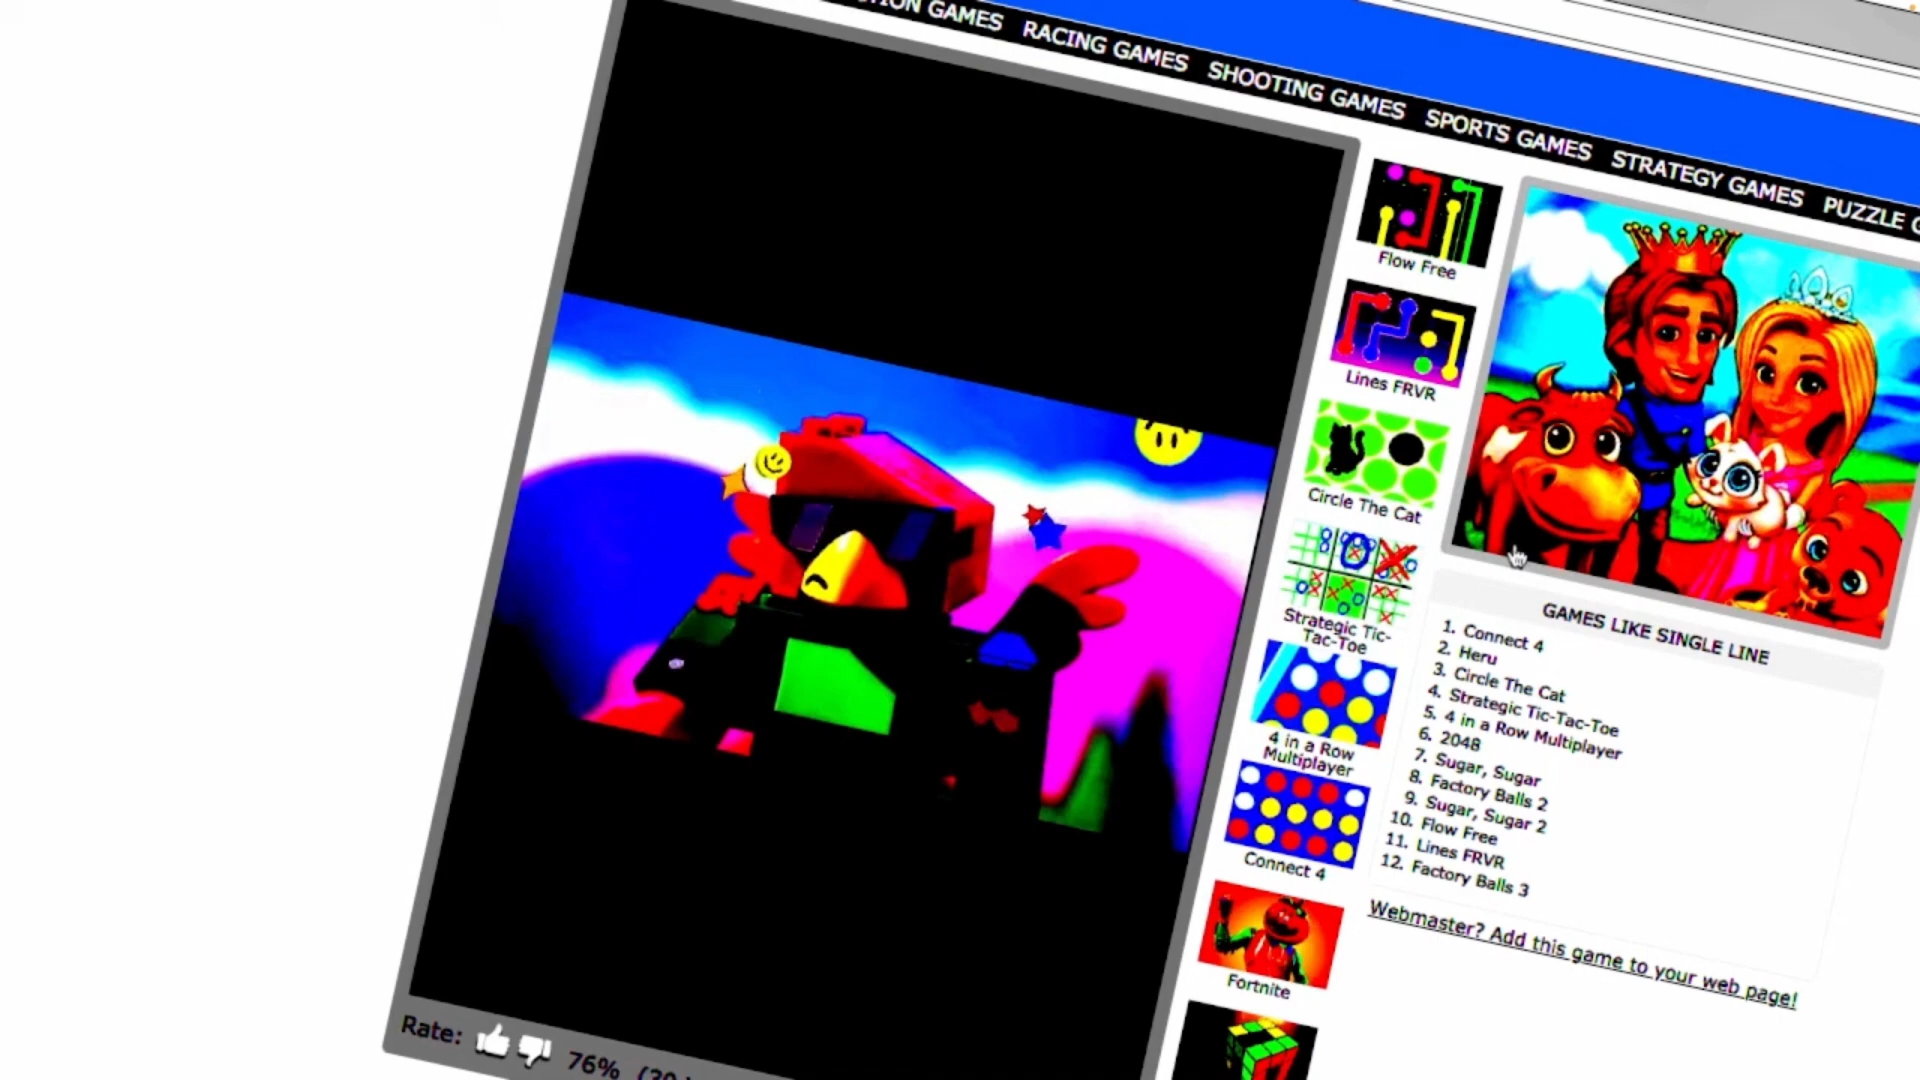 GAMES RACING GAMES SHOOTING GAMES SPORTS GAMES STRATEGY GAMES PUZZLE
Flow Free
Lines FRVR
Circle The Cat
Strategic Tic-
Tac-Toe
4 in a Row
Multiplayer
Connect 4
Fortnite
GAMES LIKE SINGLE LINE
1. Connect 4
2. Heru
3. Circle The Cat
4. Strategic Tic-Tac-Toe
5. 4 in a Row Multiplayer
6. 2048
7. Sugar, Sugar
8. Factory Balls 2
9. Sugar, Sugar 2
10. Flow Free
11. Lines FRVR
12. Factory Balls 3
Webmaster? Add this game to your web page!
Rate: 76%